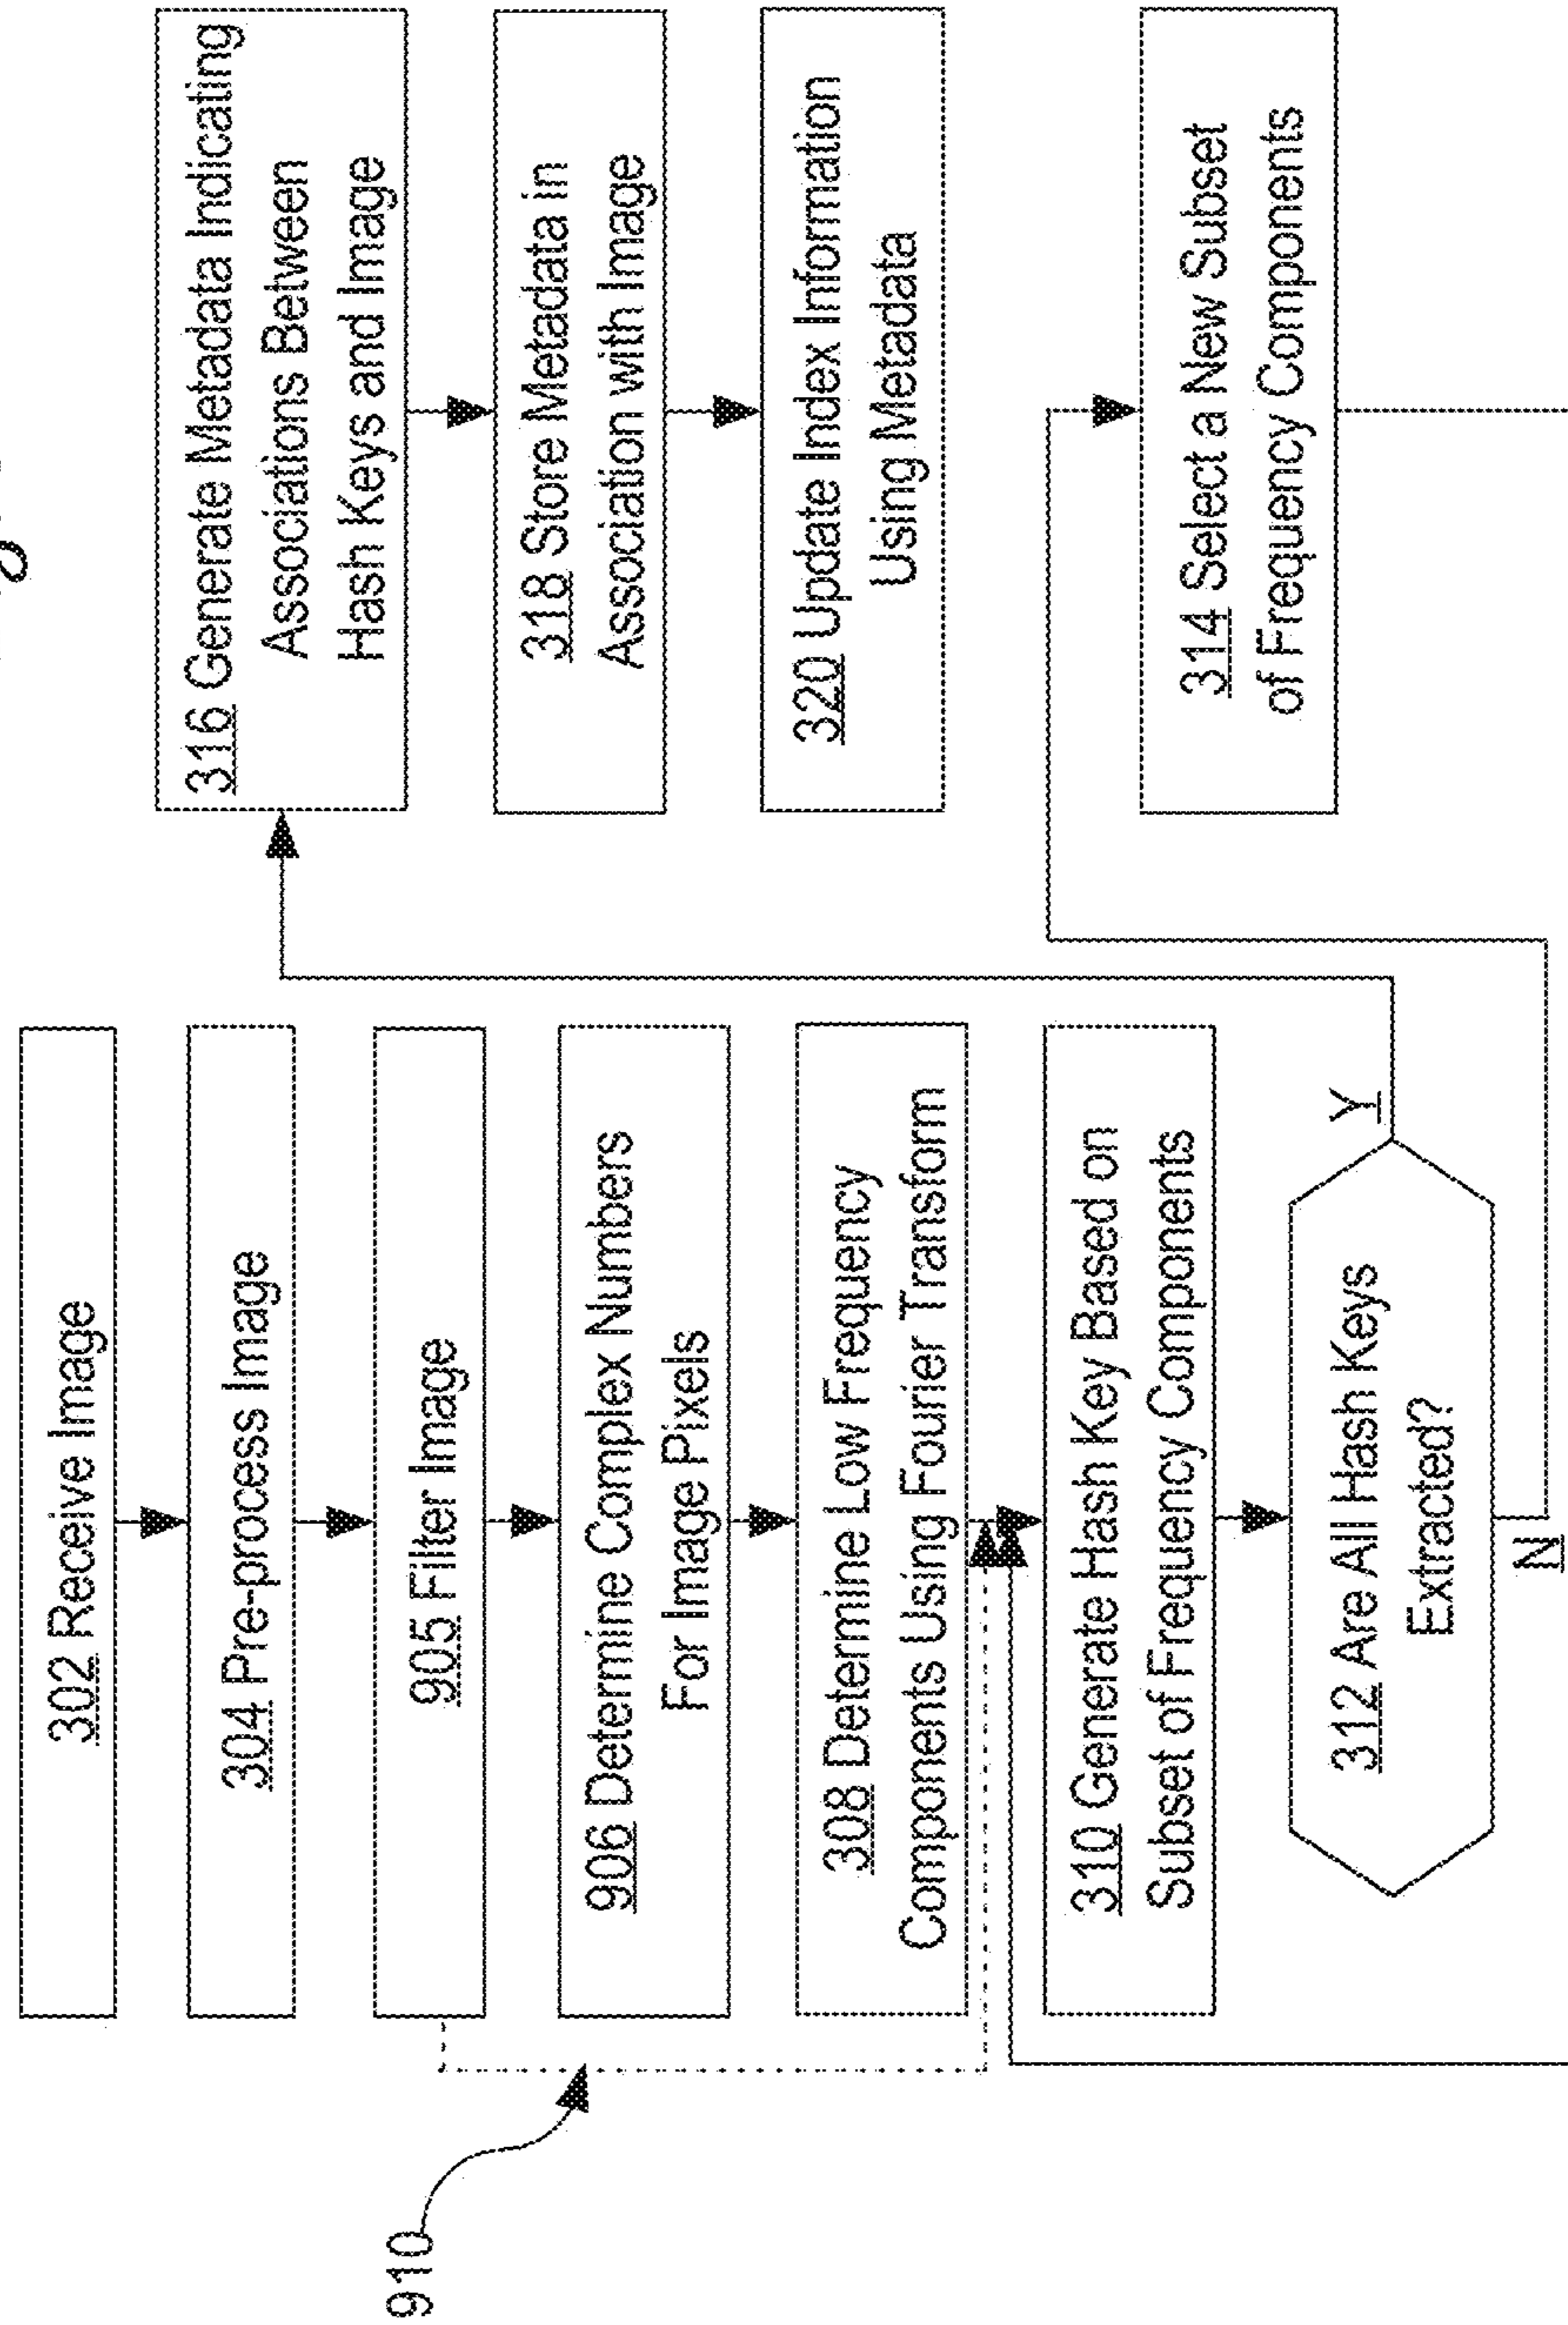 302 Receive Image
304 Pre-process Image
905 Filter Image
906 Determine Complex Numbers
For Image Pixels
308 Determine Low Frequency
Components Using Fourier Transform
310 Generate Hash Key Based on
Subset of Frequency Components
312 Are All Hash Keys
Extracted?
Y
N
910
316 Generate Metadata Indicating
Associations Between
Hash Keys and Image
318 Store Metadata in
Association with Image
320 Update Index Information
Using Metadata
314 Select a New Subset
of Frequency Components